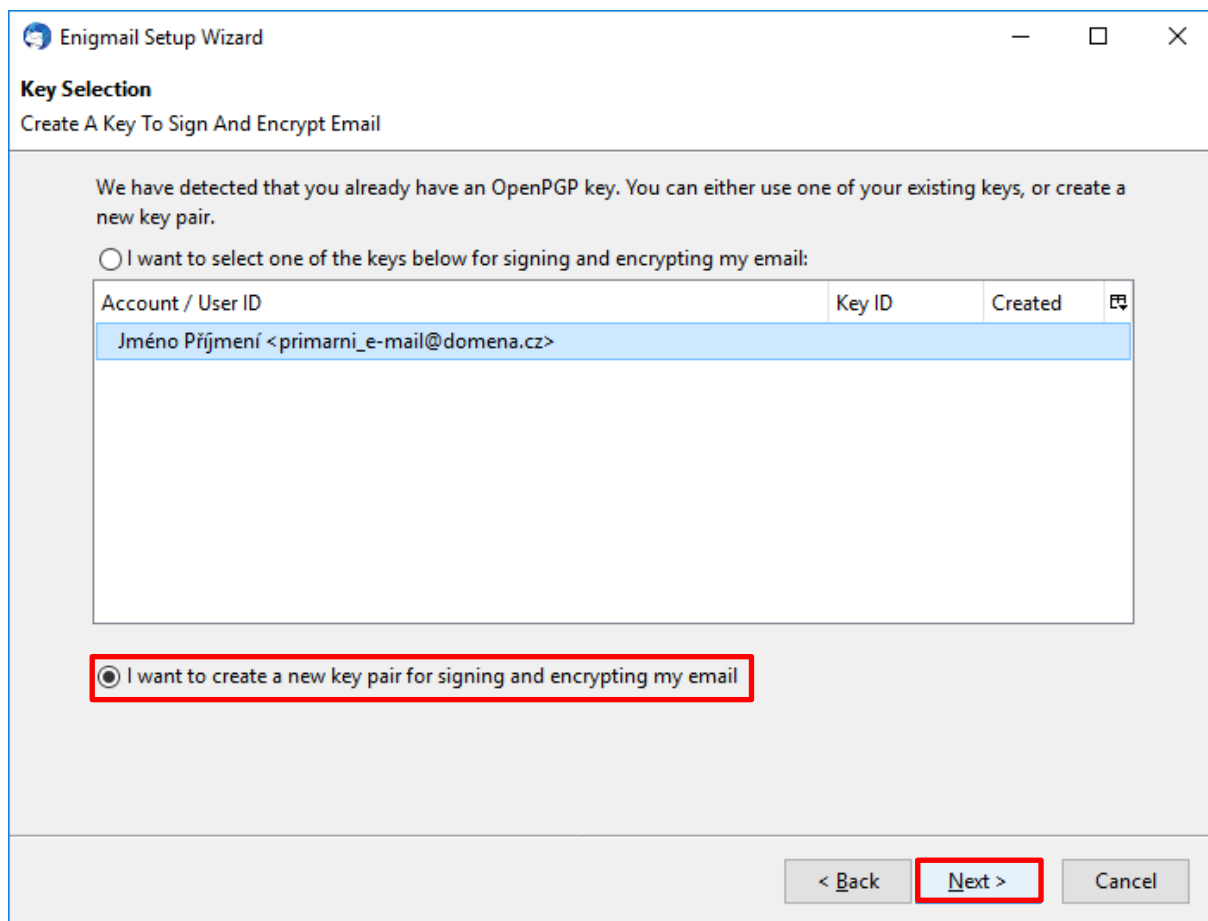 Enigmail Setup Wizard
Key Selection
Create A Key To Sign And Encrypt Email
We have detected that you already have an OpenPGP key. You can either use one of your existing keys, or create a
new key pair.
I want to select one of the keys below for signing and encrypting my email:
Account / User ID Key ID Created
Jméno Příjmení <primarni_e-mail@domena.cz>
I want to create a new key pair for signing and encrypting my email
< Back Next > Cancel